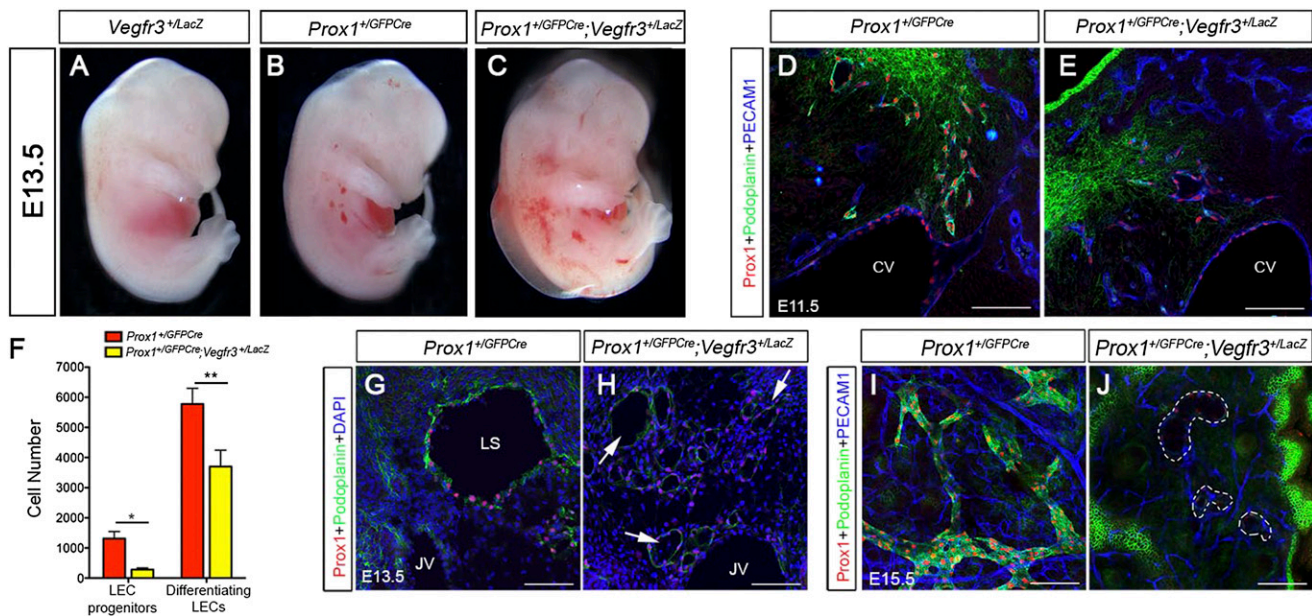 Vegfr3+/LacZ
Prox1+/GFPCre
Prox1+/GFPCre;Vegfr3+/LacZ
E13.5
A
B
C
Prox1+/GFPCre
Prox1+/GFPCre;Vegfr3+/LacZ
Prox1+Podoplanin+PECAM1
D
E
CV
CV
E11.5
F
Prox1+/GFPCre
Prox1+/GFPCre;Vegfr3+/LacZ
Cell Number
7000
6000
5000
4000
3000
2000
1000
0
*
**
LEC
progenitors
Differentiating
LECs
Prox1+/GFPCre
Prox1+/GFPCre;Vegfr3+/LacZ
Prox1+Podoplanin+DAPI
G
H
LS
JV
JV
E13.5
Prox1+/GFPCre
Prox1+/GFPCre;Vegfr3+/LacZ
Prox1+Podoplanin+PECAM1
I
J
E15.5